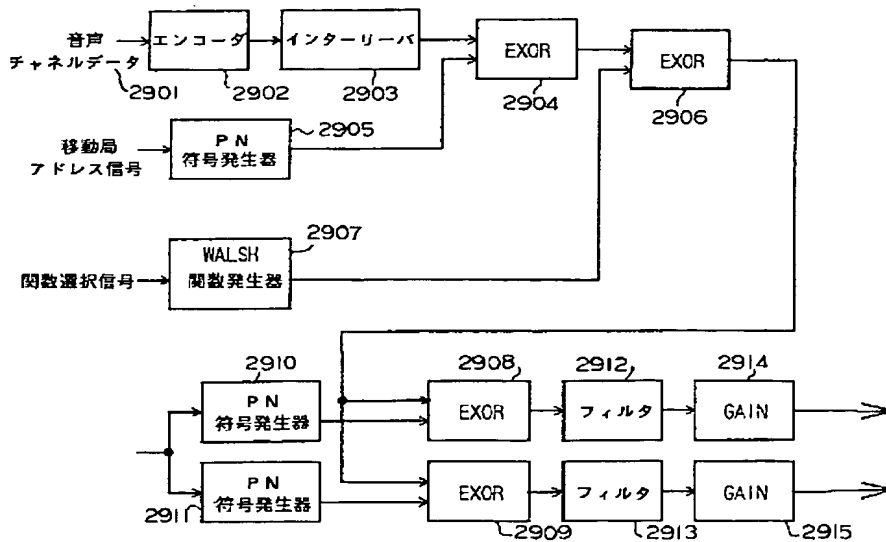 音声
チャネルデータ
2901
エンコーダ
2902
インターリーバ
2903
EXOR
2904
EXOR
2906
移動局
アドレス信号
PN
符号発生器
2905
関数選択信号
WALSH
関数発生器
2907
2910
PN
符号発生器
2908
EXOR
2912
フィルタ
2914
GAIN
PN
符号発生器
2911
EXOR
2909
フィルタ
2913
GAIN
2915